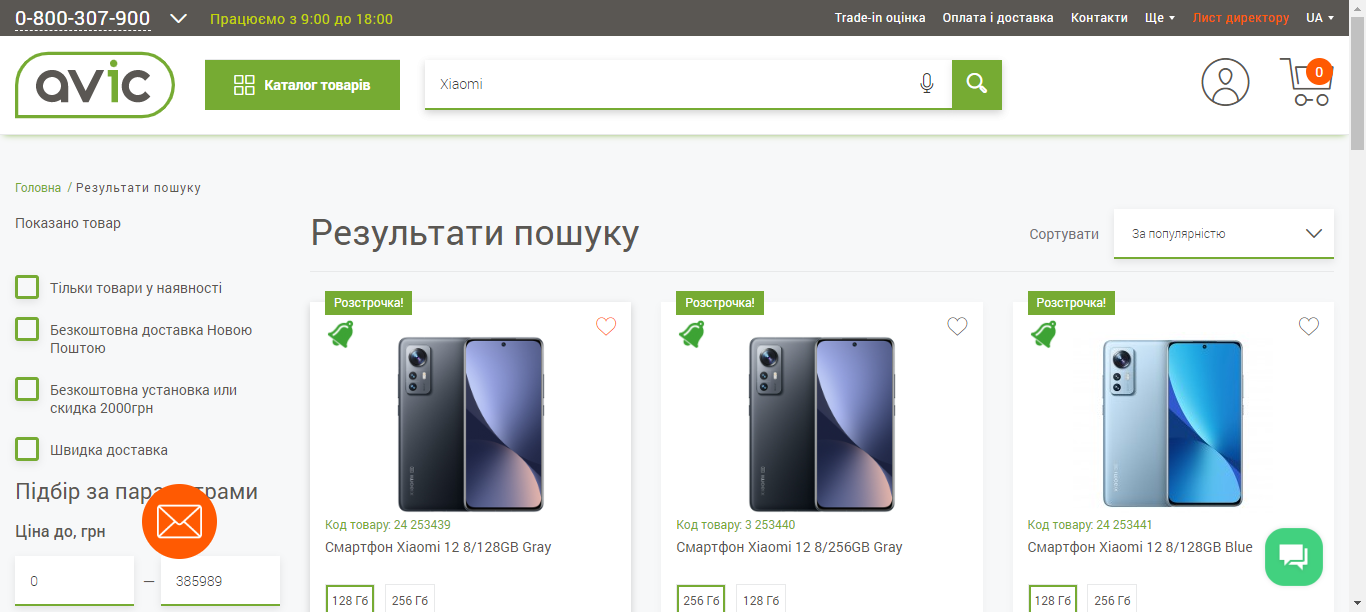 0-800-307-900 Працюємо з 9:00 до 18:00 Trade-in оцінка Оплата і доставка Контакти Ще Лист директору UA
avic Каталог товарів Xiaomi 0
Головна / Результати пошуку
Показано товар
Результати пошуку Сортувати За популярністю
Тільки товари у наявності
Безкоштовна доставка Новою
Поштою
Безкоштовна установка или
скидка 2000грн
Швидка доставка
Підбір за параметрами
Ціна до, грн
0 — 385989
Розстрочка! Розстрочка! Розстрочка!
Код товару: 24 253439 Код товару: 3 253440 Код товару: 24 253441
Смартфон Xiaomi 12 8/128GB Gray Смартфон Xiaomi 12 8/256GB Gray Смартфон Xiaomi 12 8/128GB Blue
128 Гб 256 Гб 256 Гб 128 Гб 128 Гб 256 Гб